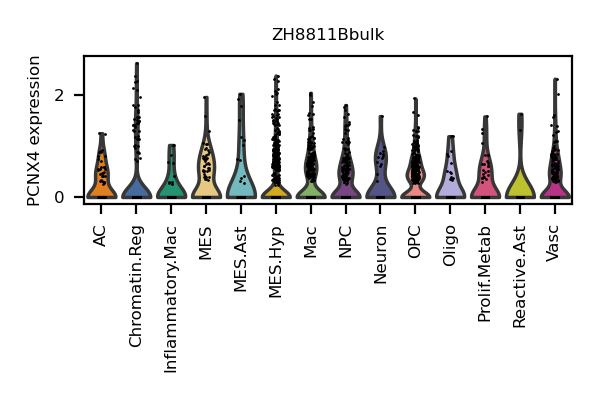 ZH8811Bbulk
PCNX4 expression
2
0
AC
Chromatin.Reg
Inflammatory.Mac
MES
MES.Ast
MES.Hyp
Mac
NPC
Neuron
OPC
Oligo
Prolif.Metab
Reactive.Ast
Vasc